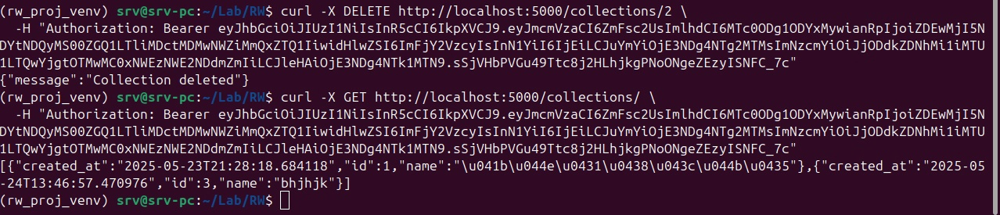 (rw_proj_venv) srv@srv-pc:~/Lab/RW$ curl -X DELETE http://localhost:5000/collections/2 \
  -H "Authorization: Bearer eyJhbGciOiJIUzI1NiIsInR5cCI6IkpXVCJ9.eyJmcmVzaCI6ZmFsc2UsImlhdCI6MTc0ODg1ODYxMywianRpIjoiZDEwMjI5N
DYtNDQyMS00ZGQ1LTliMDctMDMwNWZiMmQxZTQ1IiwidHlwZSI6ImFjY2VzcyIsInN1YiI6IjEiLCJuYmYiOjE3NDg4NTg2MTMsImNzcmYiOiJjODdkZDNhMi1iMTU
1LTQwYjgtOTMwMC0xNWEzNWE2NDdmZmIiLCJleHAiOjE3NDg4NTk1MTN9.sSjVHbPVGu49Ttc8j2HLhjkgPNoONgeZEzyISNFC_7c"
{"message":"Collection deleted"}
(rw_proj_venv) srv@srv-pc:~/Lab/RW$ curl -X GET http://localhost:5000/collections/ \
  -H "Authorization: Bearer eyJhbGciOiJIUzI1NiIsInR5cCI6IkpXVCJ9.eyJmcmVzaCI6ZmFsc2UsImlhdCI6MTc0ODg1ODYxMywianRpIjoiZDEwMjI5N
DYtNDQyMS00ZGQ1LTliMDctMDMwNWZiMmQxZTQ1IiwidHlwZSI6ImFjY2VzcyIsInN1YiI6IjEiLCJuYmYiOjE3NDg4NTg2MTMsImNzcmYiOiJjODdkZDNhMi1iMTU
1LTQwYjgtOTMwMC0xNWEzNWE2NDdmZmIiLCJleHAiOjE3NDg4NTk1MTN9.sSjVHbPVGu49Ttc8j2HLhjkgPNoONgeZEzyISNFC_7c"
[{"created_at":"2025-05-23T21:28:18.684118","id":1,"name":"\u041b\u044e\u0431\u0438\u043c\u044b\u0435"},{"created_at":"2025-05
-24T13:46:57.470976","id":3,"name":"bhjhjk"}]
(rw_proj_venv) srv@srv-pc:~/Lab/RW$